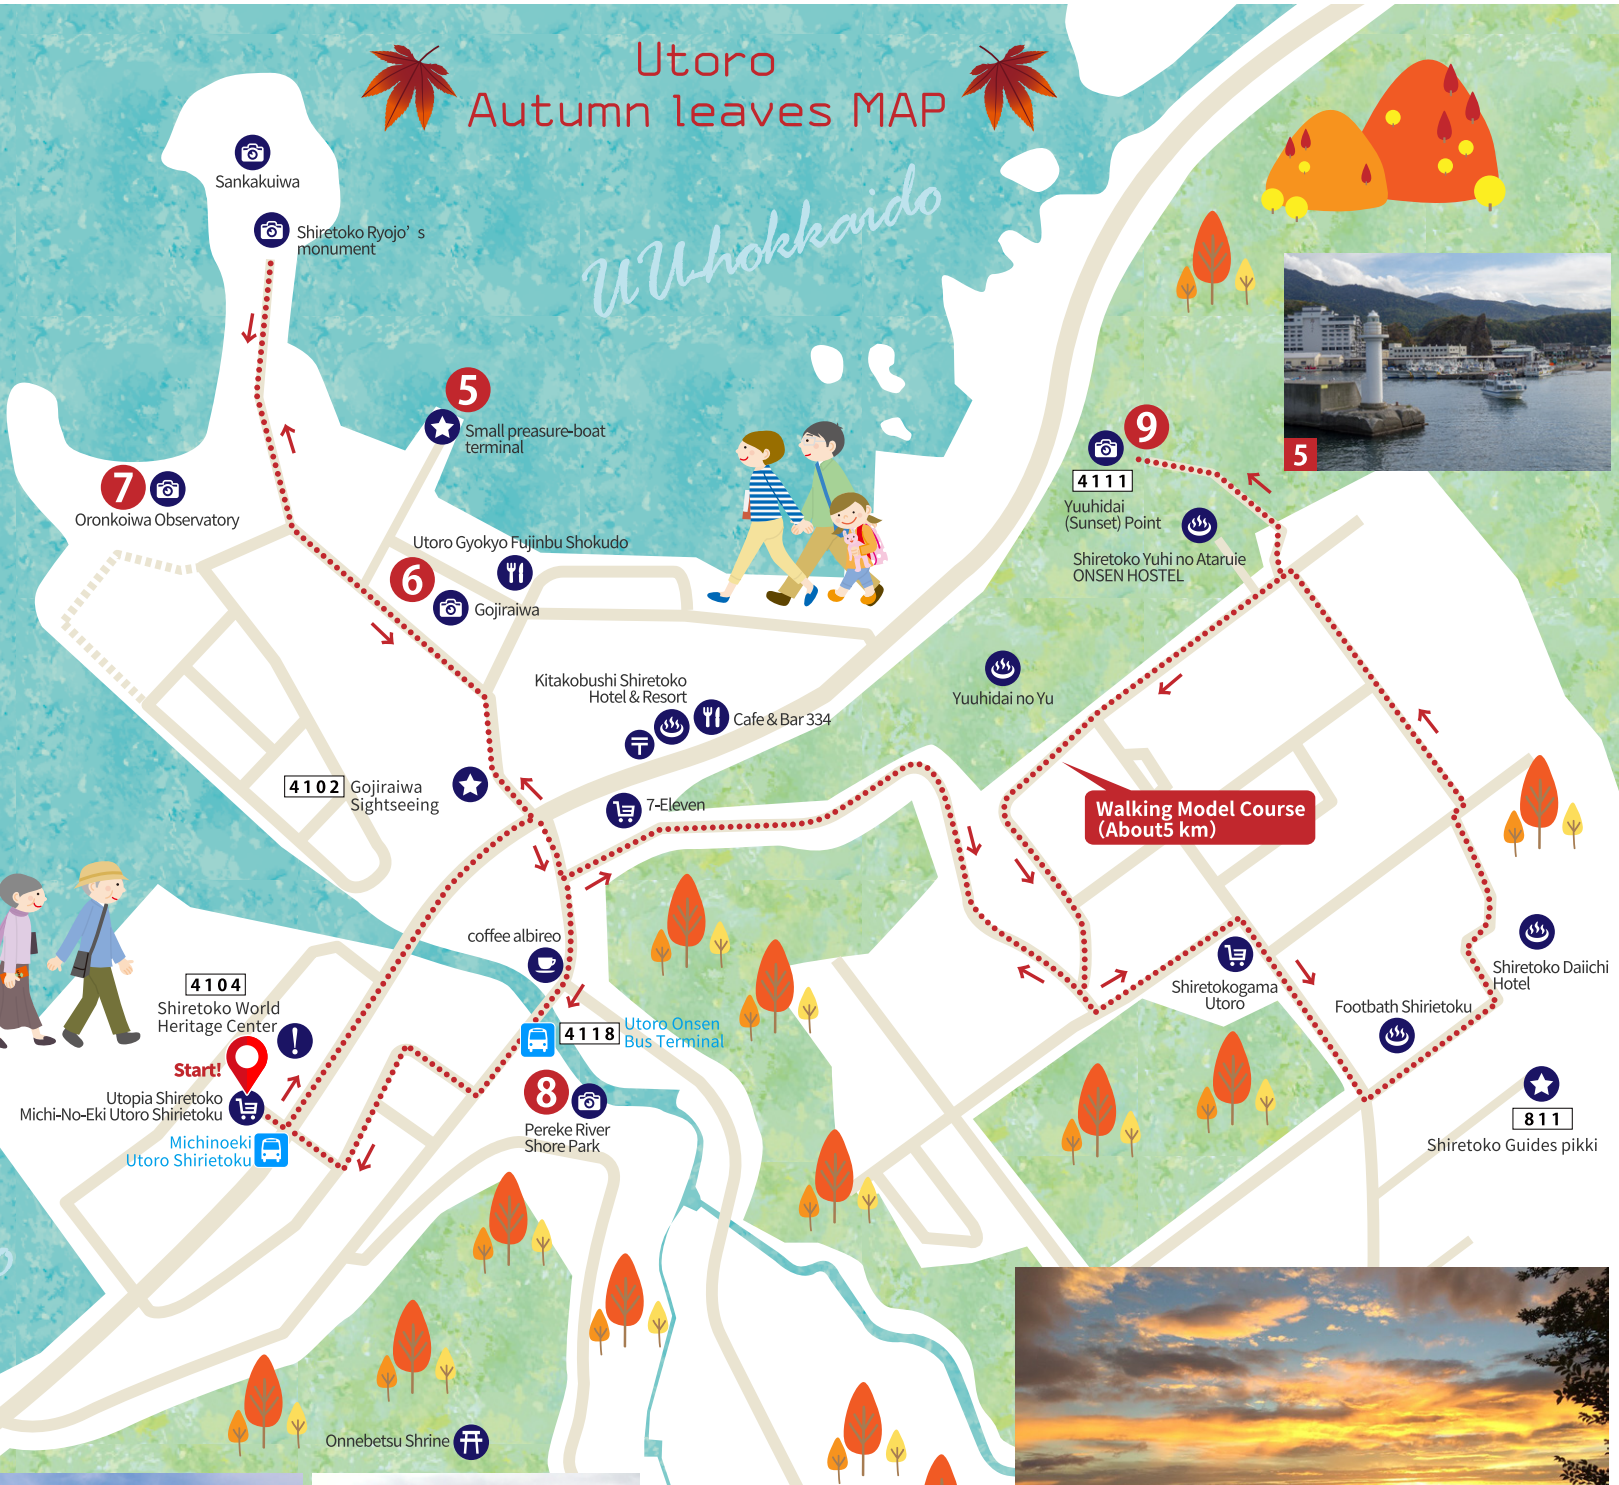 Utoro
Autumn leaves MAP
UUhokkaido
Sankakuiwa
Shiretoko Ryojo's
monument
5
Small preasure-boat
terminal
5
9
4111
Yuuhidai
(Sunset) Point
Shiretoko Yuhi no Ataruie
ONSEN HOSTEL
7
Oronkoiwa Observatory
Utoro Gyokyo Fujinbu Shokudo
6
Gojiraiwa
Yuuhidai no Yu
Kitakobushi Shiretoko
Hotel & Resort
Cafe & Bar 334
〒
4102
Gojiraiwa
Sightseeing
7-Eleven
Walking Model Course
(About5 km)
coffee albireo
4104
Shiretoko World
Heritage Center
!
Start!
Utopia Shiretoko
Michi-No-Eki Utoro Shirietoku
Michinoeki
Utoro Shirietoku
4118
Utoro Onsen
Bus Terminal
8
Pereke River
Shore Park
Shiretokogama
Utoro
Shiretoko Daiichi
Hotel
Footbath Shirietoku
811
Shiretoko Guides pikki
Onnebetsu Shrine